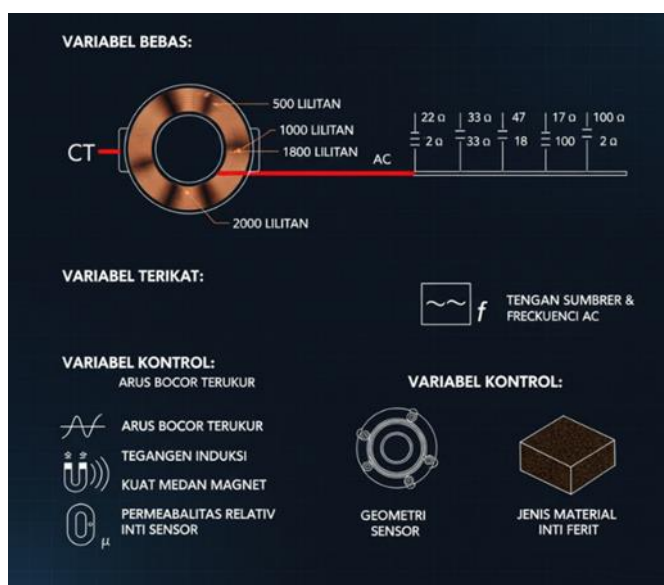 VARIABEL BEBAS:
500 LILITAN
1000 LILITAN
CT
1800 LILITAN
AC
2000 LILITAN
22 Ω 33 Ω 47 17 Ω 100 Ω
2 Ω 33 Ω 18 100 2 Ω
VARIABEL TERIKAT:
f
TENGAN SUMBRER &
FRECKUENCI AC
VARIABEL KONTROL:
ARUS BOCOR TERUKUR
ARUS BOCOR TERUKUR
TEGANGEN INDUKSI
KUAT MEDAN MAGNET
PERMEABALITAS RELATIV
INTI SENSOR
μ
VARIABEL KONTROL:
GEOMETRI
SENSOR
JENIS MATERIAL
INTI FERIT